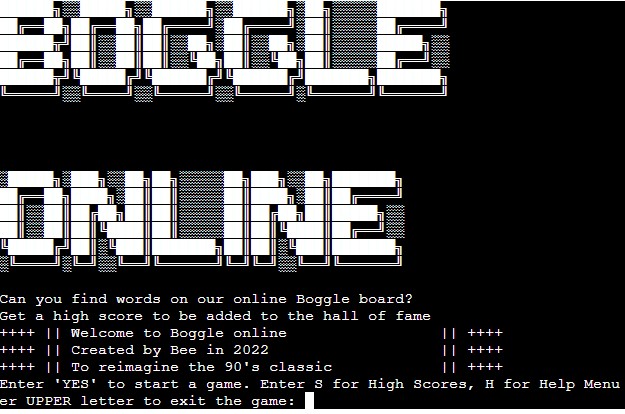 BOGGLE
ONLINE
Can you find words on our online Boggle board?
Get a high score to be added to the hall of fame
++++ || Welcome to Boggle online || ++++
++++ || Created by Bee in 2022 || ++++
++++ || To reimagine the 90's classic || ++++
Enter 'YES' to start a game. Enter S for High Scores, H for Help Menu
er UPPER letter to exit the game: